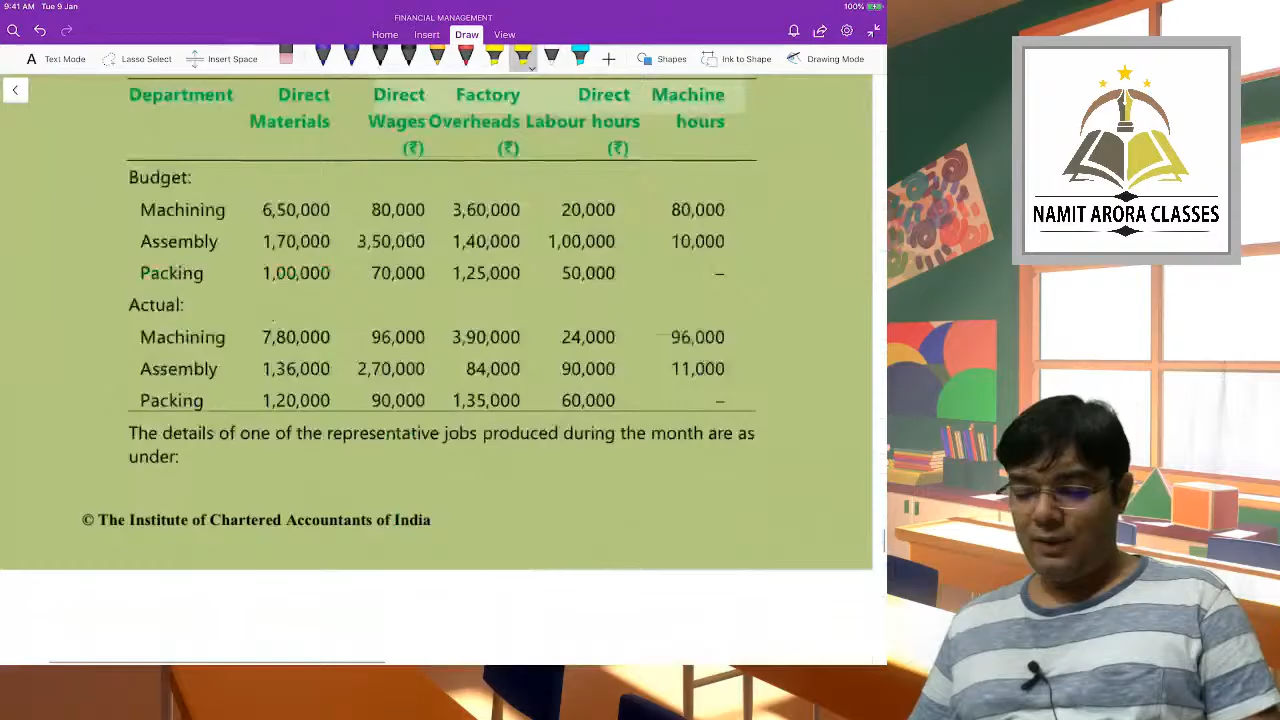 9:41 AM Tue 9 Jan
100%
FINANCIAL MANAGEMENT
Home Insert Draw View
A Text Mode Lasso Select Insert Space Shapes Ink to Shape Drawing Mode
Department Direct Direct Factory Direct Machine
Materials Wages Overheads Labour hours hours
(₹) (₹) (₹)
Budget:
Machining 6,50,000 80,000 3,60,000 20,000 80,000
Assembly 1,70,000 3,50,000 1,40,000 1,00,000 10,000
Packing 1,00,000 70,000 1,25,000 50,000 –
Actual:
Machining 7,80,000 96,000 3,90,000 24,000 96,000
Assembly 1,36,000 2,70,000 84,000 90,000 11,000
Packing 1,20,000 90,000 1,35,000 60,000 –
The details of one of the representative jobs produced during the month are as
under:
© The Institute of Chartered Accountants of India
NAMIT ARORA CLASSES